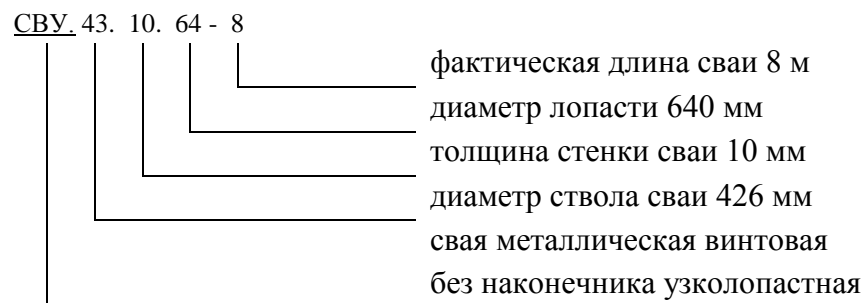 СВУ. 43. 10. 64 - 8
фактическая длина сваи 8 м
диаметр лопасти 640 мм
толщина стенки сваи 10 мм
диаметр ствола сваи 426 мм
свая металлическая винтовая
без наконечника узколопастная